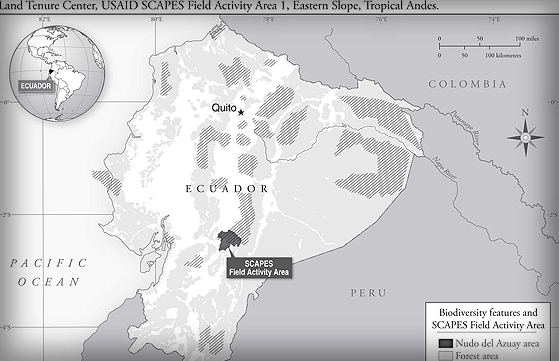 Land Tenure Center, USAID SCAPES Field Activity Area 1, Eastern Slope, Tropical Andes.
82°
80°
78°
76°
0 50 100 miles
0 50 100 kilometers
COLOMBIA
ECUADOR
Quito
0°
N
Putumayo River
Napo River
ECUADOR
2°S
SCAPES
Field Activity Area
PACIFIC
OCEAN
PERU
Biodiversity features and
SCAPES Field Activity Area
Nudo del Azuay area
4°S
Forest area